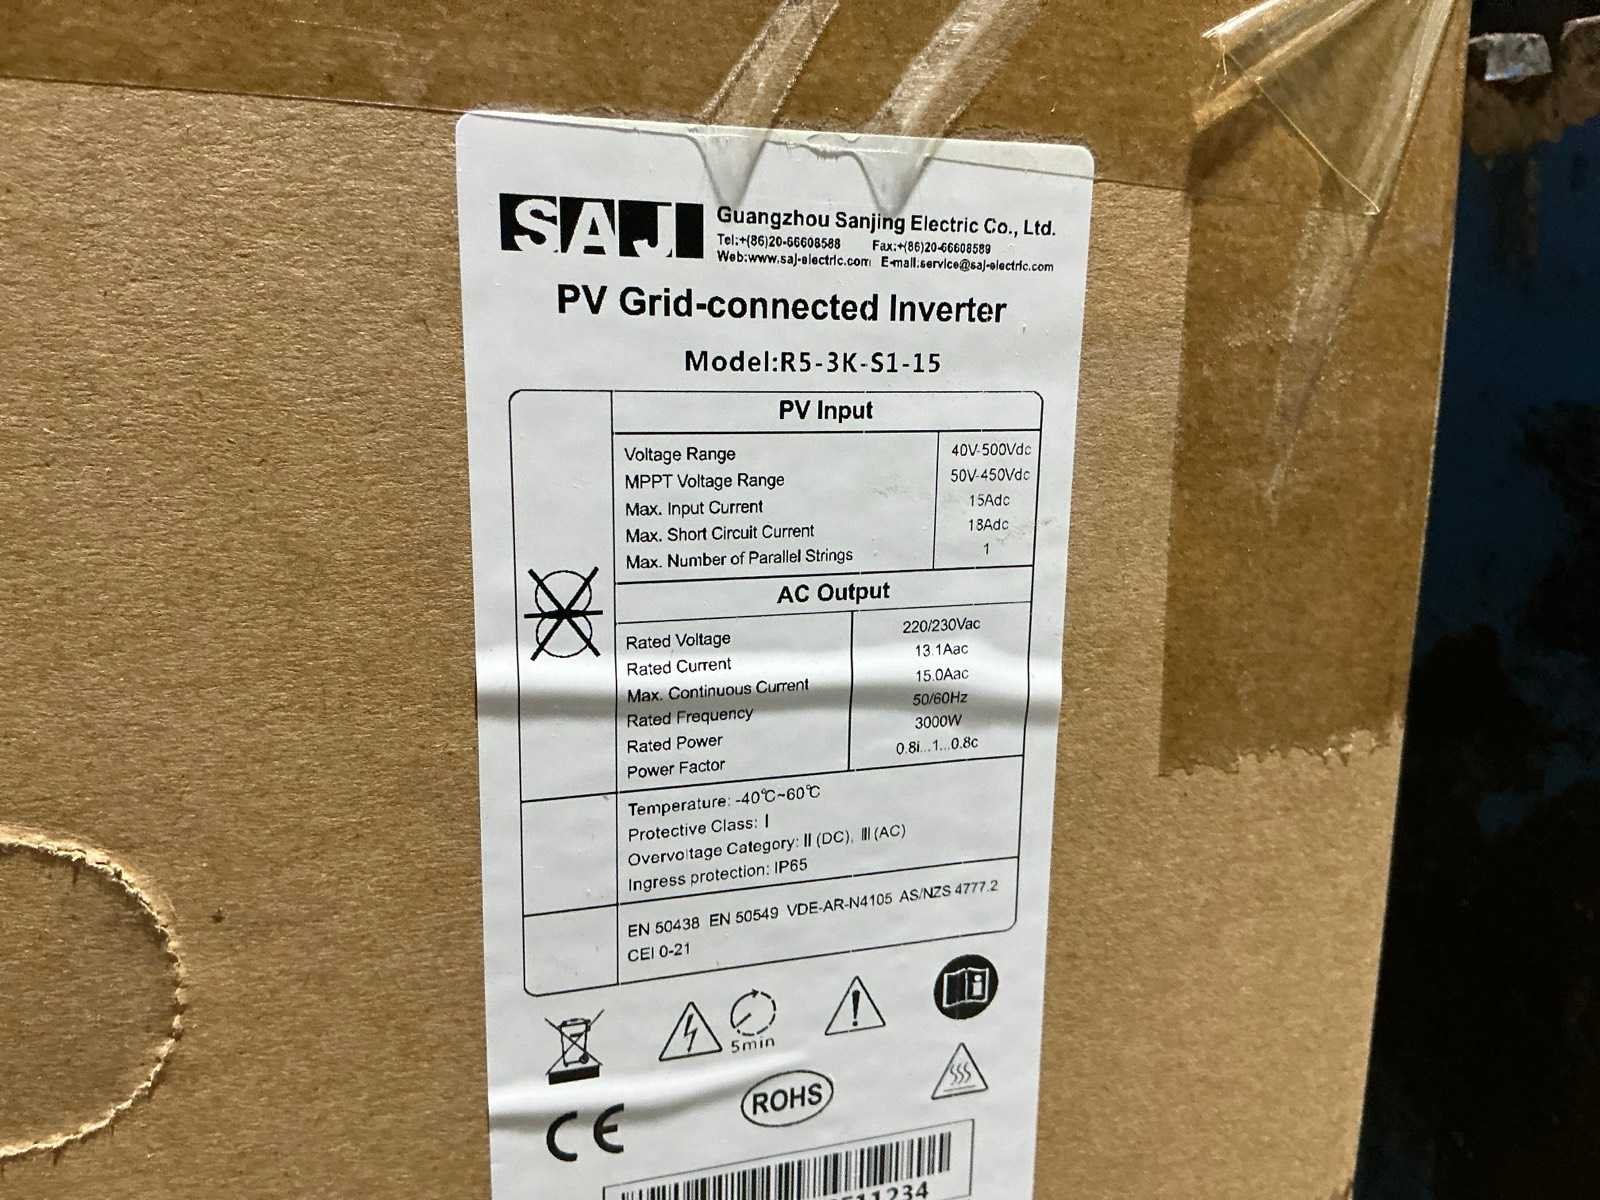 SAJ
Guangzhou Sanjing Electric Co., Ltd.
Tel:+(86)20-66608588 Fax:+(86)20-66608589
Web:www.saj-electric.com E-mail:service@saj-electric.com
PV Grid-connected Inverter
Model:R5-3K-S1-15
PV Input
Voltage Range 40V-500Vdc
MPPT Voltage Range 50V-450Vdc
Max. Input Current 15Adc
Max. Short Circuit Current 18Adc
Max. Number of Parallel Strings 1
AC Output
Rated Voltage 220/230Vac
Rated Current 13.1Aac
Max. Continuous Current 15.0Aac
Rated Frequency 50/60Hz
Rated Power 3000W
Power Factor 0.8i...1...0.8c
Temperature: -40℃~60℃
Protective Class: I
Overvoltage Category: II (DC), III (AC)
Ingress protection: IP65
EN 50438 EN 50549 VDE-AR-N4105 AS/NZS 4777.2
CEI 0-21
5min
CE
ROHS